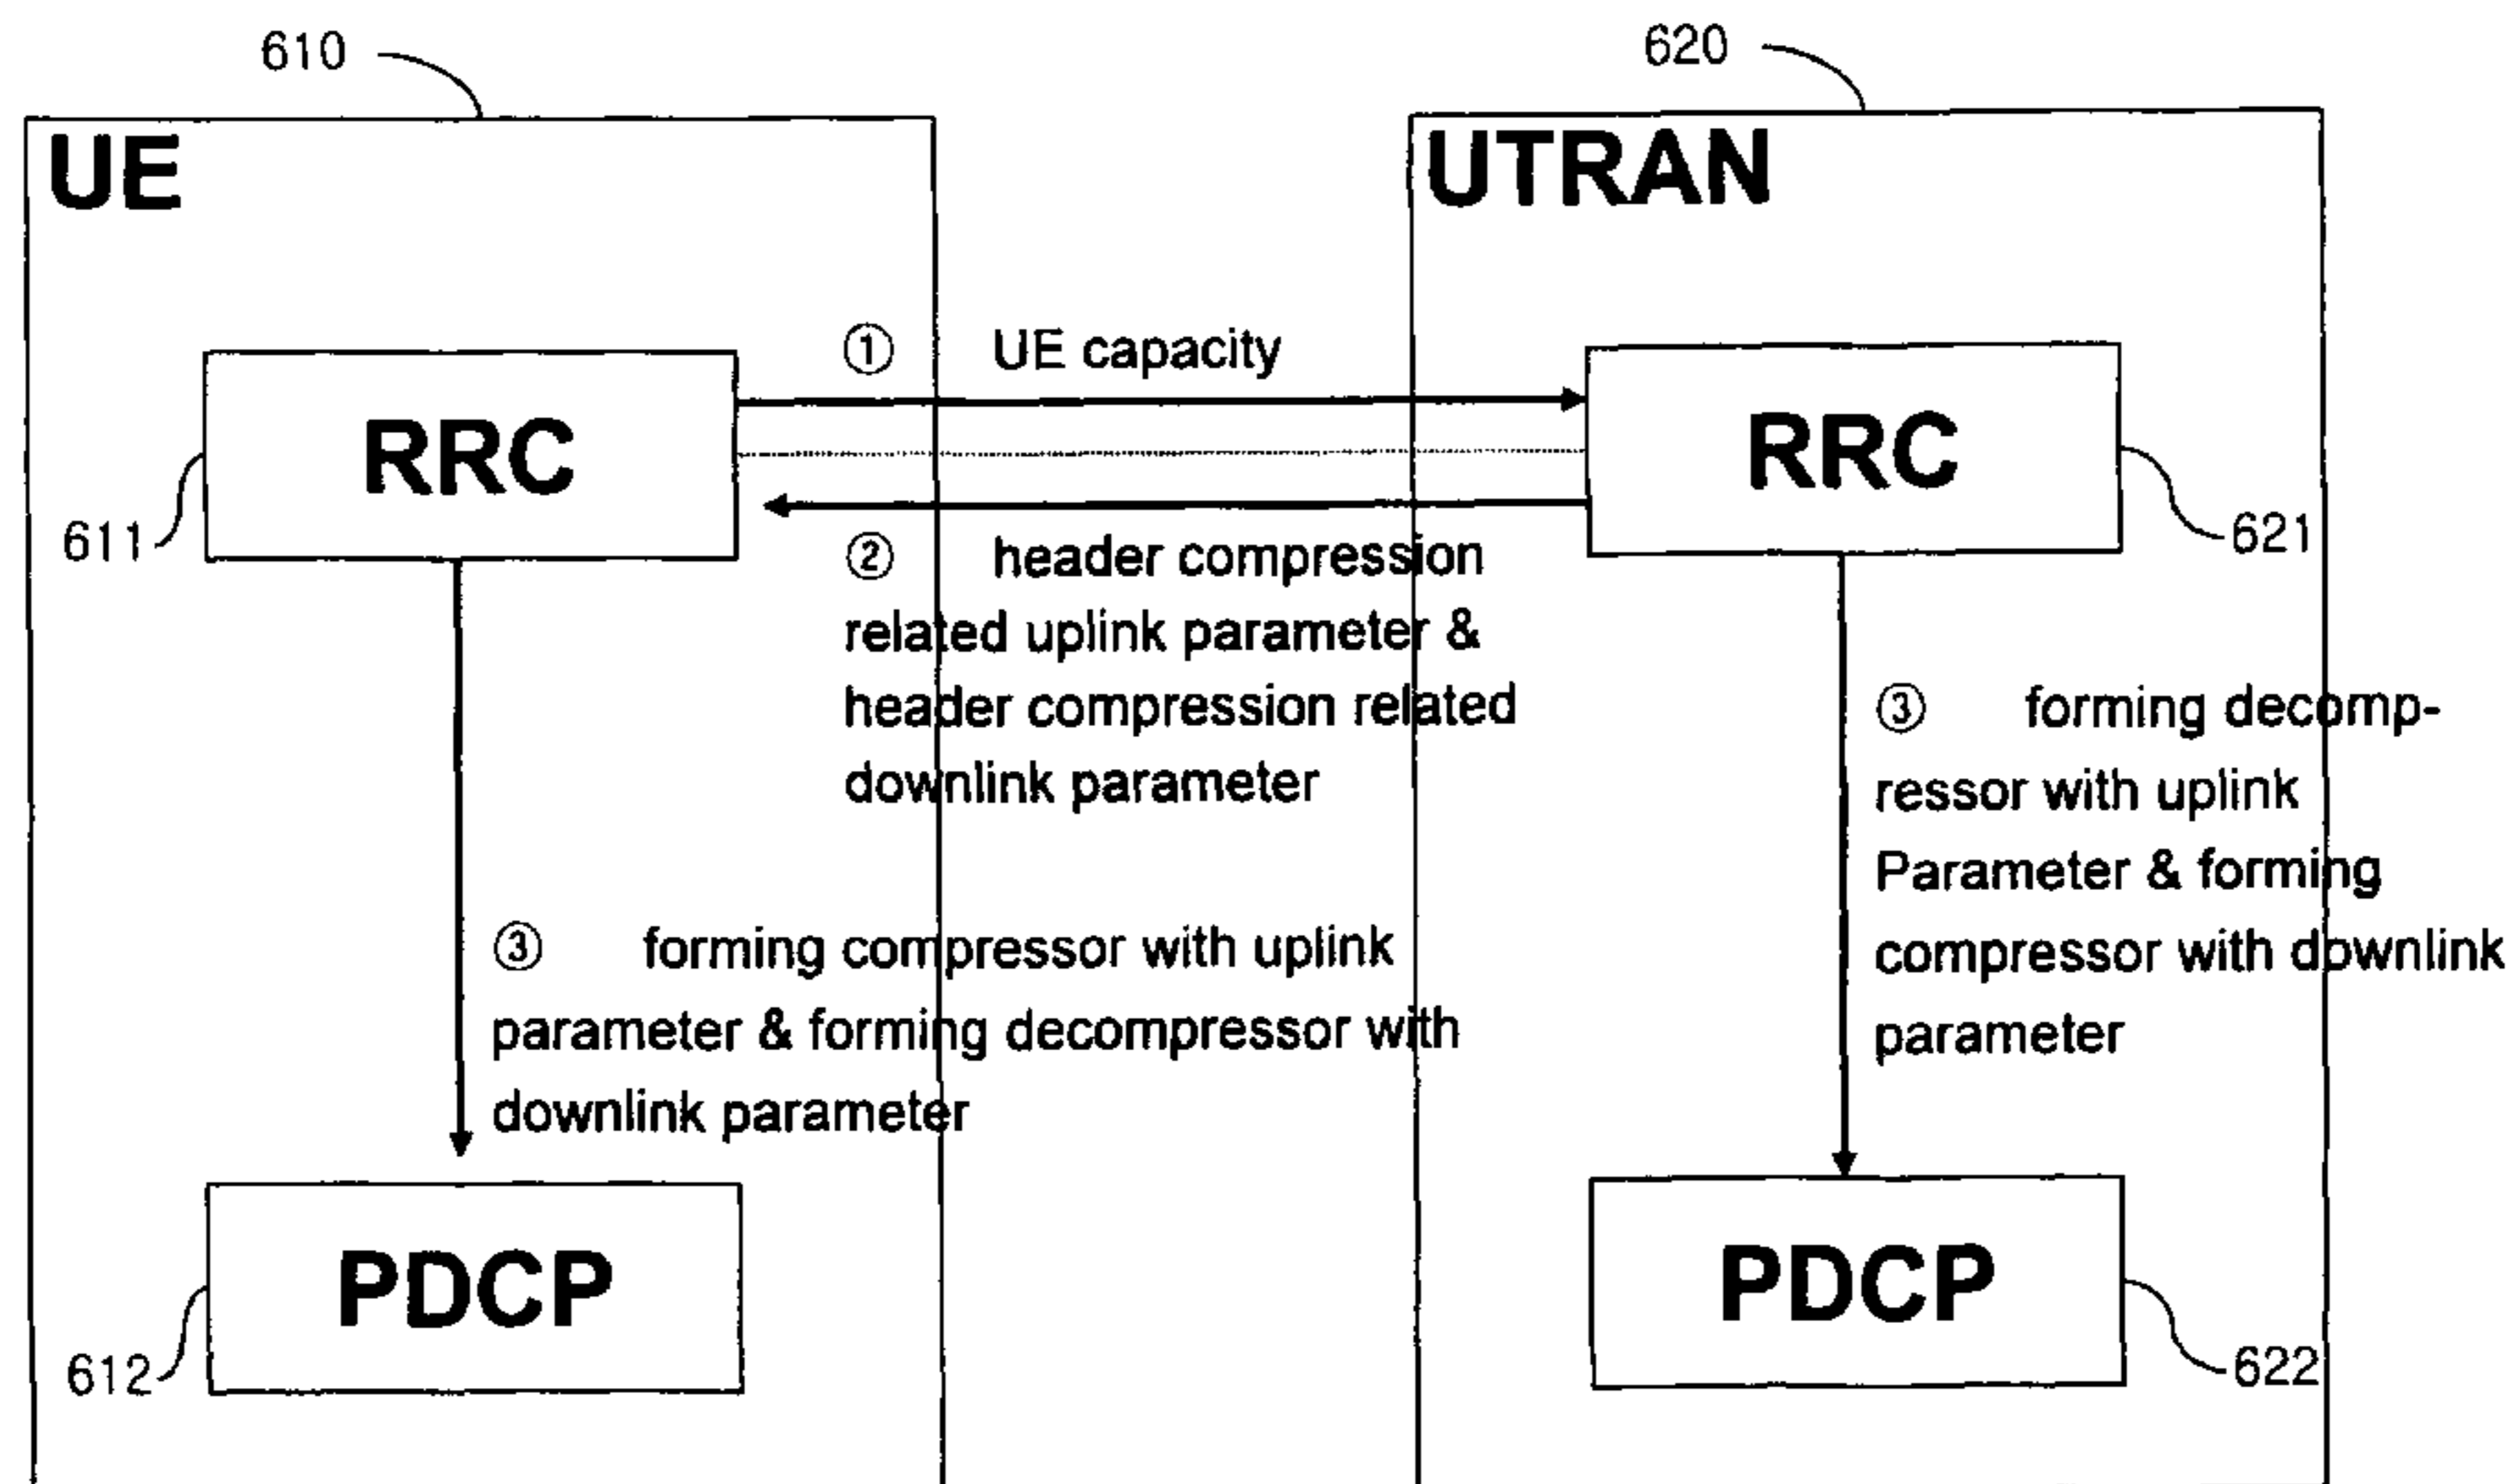 610
620
UE
UTRAN
① UE capacity
RRC
RRC
611
621
② header compression
related uplink parameter &
header compression related
downlink parameter
③ forming decomp-
ressor with uplink
Parameter & forming
compressor with downlink
parameter
③ forming compressor with uplink
parameter & forming decompressor with
downlink parameter
PDCP
PDCP
612
622